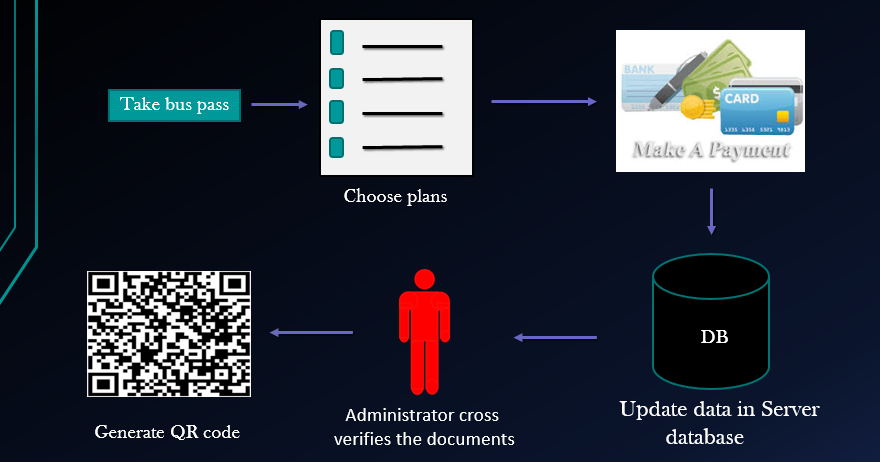 Take bus pass
Choose plans
BANK
CARD
Make A Payment
DB
Update data in Server
database
Administrator cross
verifies the documents
Generate QR code